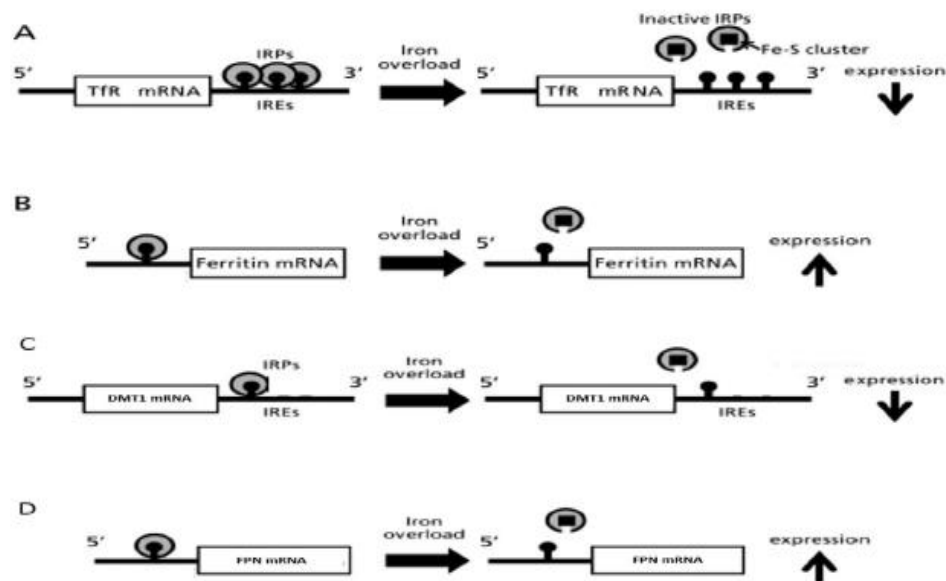 A
Inactive IRPs
IRPs
Iron
overload
Fe-S cluster
5′
3′
5′
3′
expression
TfR mRNA
TfR mRNA
IREs
IREs
B
Iron
overload
5′
5′
expression
Ferritin mRNA
Ferritin mRNA
C
IRPs
Iron
overload
5′
3′
5′
3′
expression
DMT1 mRNA
DMT1 mRNA
IREs
IREs
D
Iron
overload
5′
5′
expression
FPN mRNA
FPN mRNA